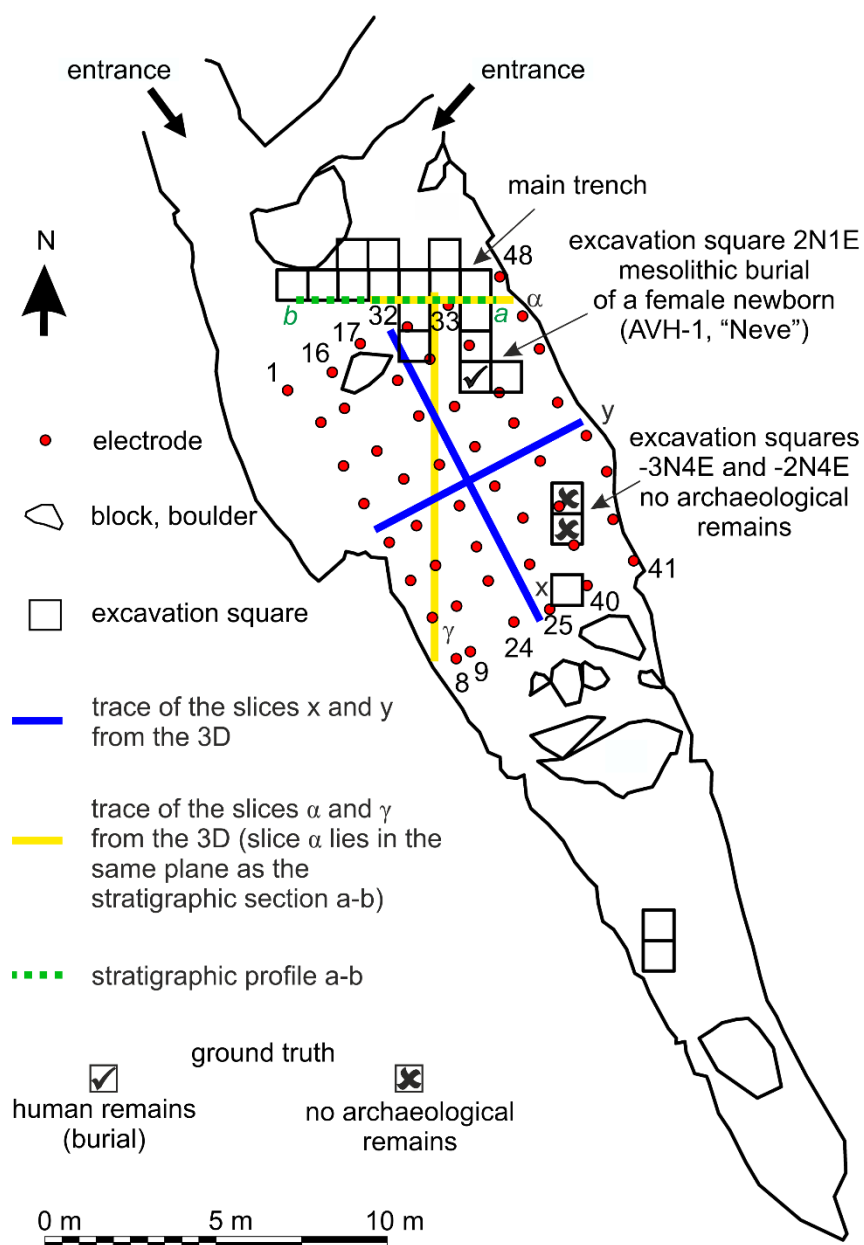 entrance
entrance
main trench
N
48
excavation square 2N1E
mesolithic burial
of a female newborn
(AVH-1, “Neve”)
α
b
32
33
a
17
16
1
y
electrode
excavation squares
-3N4E and -2N4E
no archaeological
remains
block, boulder
41
x
40
excavation square
25
γ
24
9
8
trace of the slices x and y
from the 3D
trace of the slices α and γ
from the 3D (slice α lies in the
same plane as the
stratigraphic section a-b)
stratigraphic profile a-b
ground truth
human remains
(burial)
no archaeological
remains
0 m
5 m
10 m